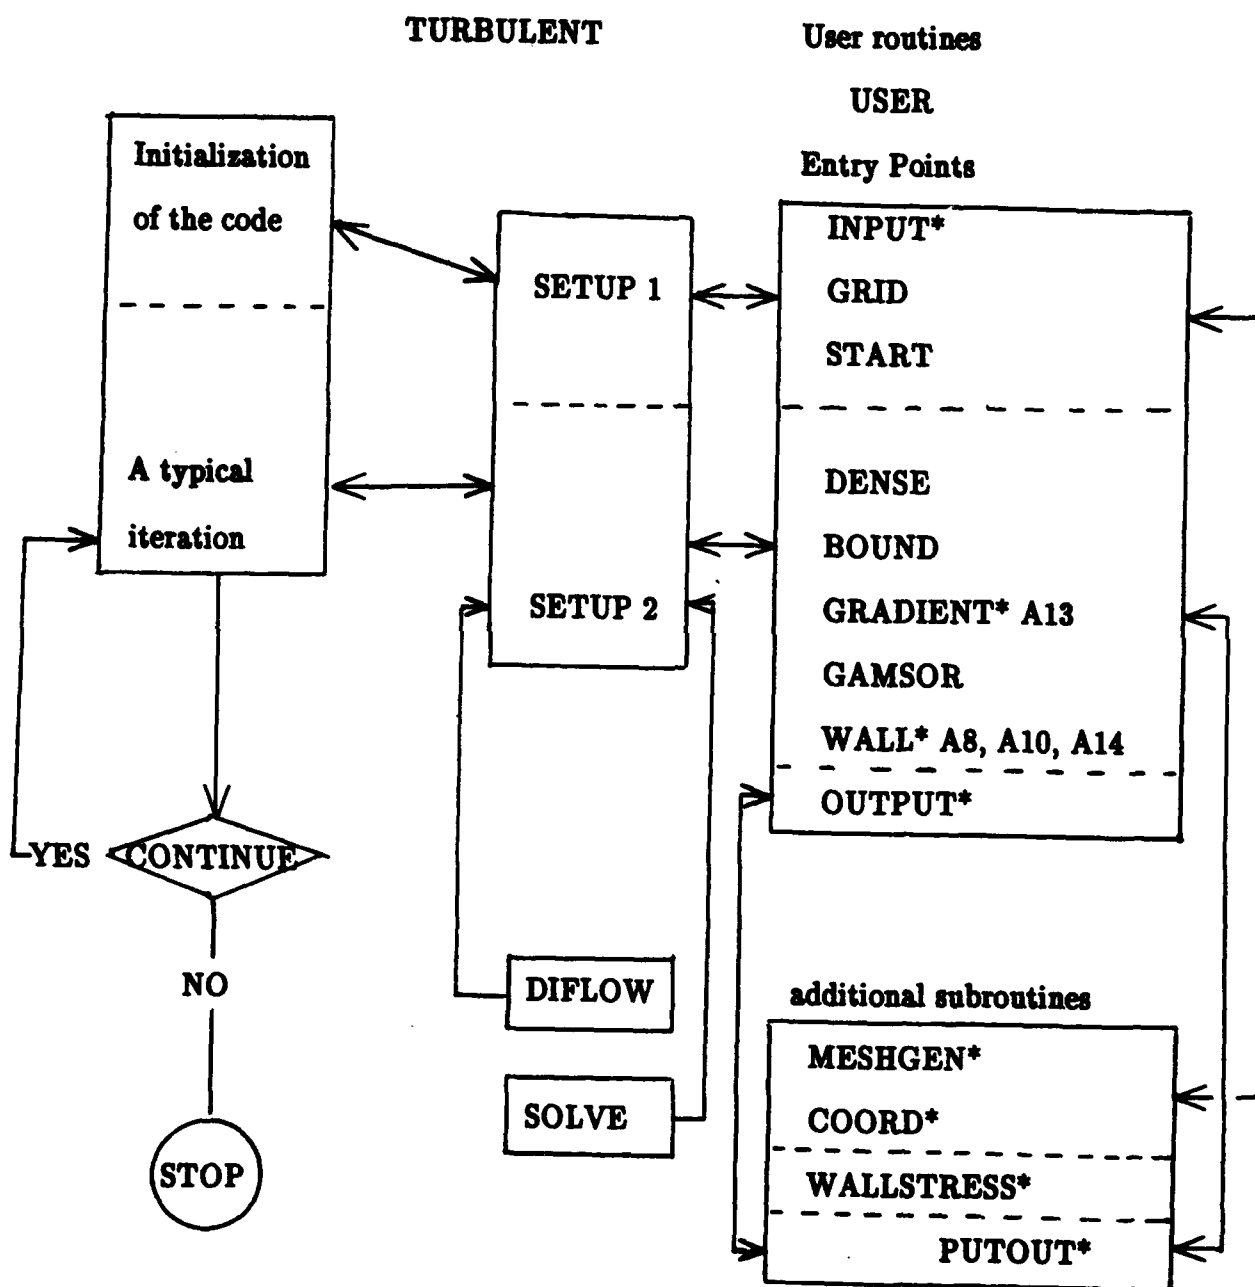 TURBULENT
User routines
USER
Entry Points
Initialization
of the code
A typical
iteration
YES
CONTINUE
NO
STOP
SETUP 1
SETUP 2
DIFLOW
SOLVE
INPUT*
GRID
START
DENSE
BOUND
GRADIENT* A13
GAMSOR
WALL* A8, A10, A14
OUTPUT*
additional subroutines
MESHGEN*
COORD*
WALLSTRESS*
PUTOUT*